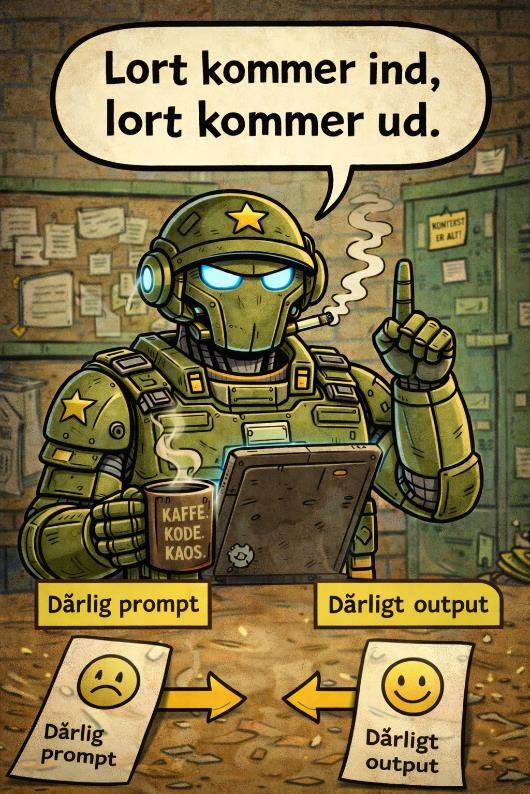 Lort kommer ind,
lort kommer ud.
KONTEKST
ER ALT!
KAFFE.
KODE.
KAOS.
Dårlig prompt
Dårligt output
Dårlig
prompt
Dårligt
output